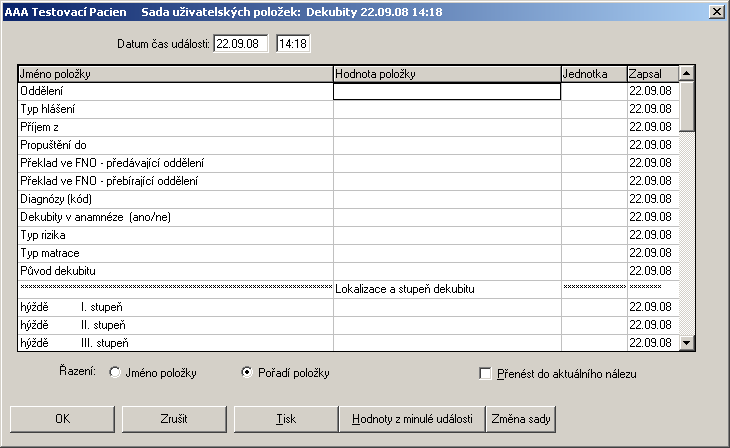 AAA Testovací Pacien Sada uživatelských položek: Dekubity 22.09.08 14:18
Datum čas události: 22.09.08 14:18
Jméno položky Hodnota položky Jednotka Zapsal
Oddělení 22.09.08
Typ hlášení 22.09.08
Příjem z 22.09.08
Propuštění do 22.09.08
Překlad ve FNO - předávající oddělení 22.09.08
Překlad ve FNO - přebírající oddělení 22.09.08
Diagnózy (kód) 22.09.08
Dekubity v anamnéze (ano/ne) 22.09.08
Typ rizika 22.09.08
Typ matrace 22.09.08
Původ dekubitu 22.09.08
Lokalizace a stupeň dekubitu
hýždě I. stupeň 22.09.08
hýždě II. stupeň 22.09.08
hýždě III. stupeň 22.09.08
Řazení: Jméno položky Pořadí položky Přenést do aktuálního nálezu
OK Zrušit Tisk Hodnoty z minulé události Změna sady